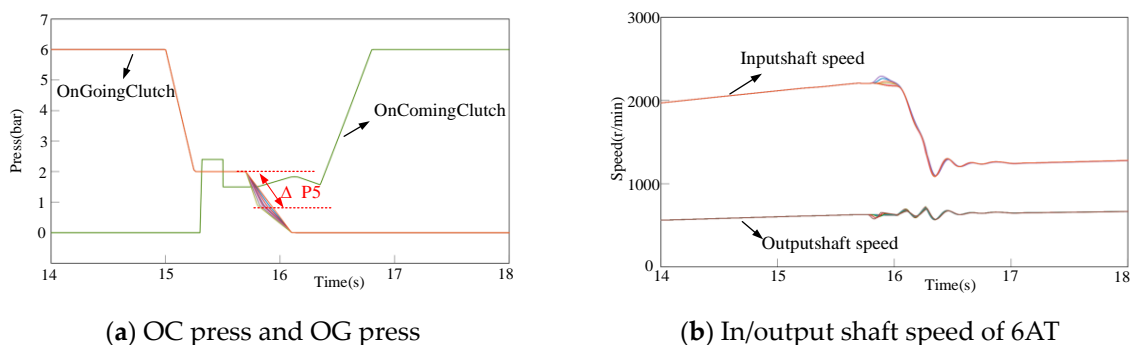 7
6
5
4
3
2
1
0
Press(bar)
OnGoingClutch
OnComingClutch
Δ P5
14
15
16
17
18
Time(s)
(a) OC press and OG press
3000
2000
1000
0
Speed(r/min)
Inputshaft speed
Outputshaft speed
14
15
16
17
18
Time(s)
(b) In/output shaft speed of 6AT